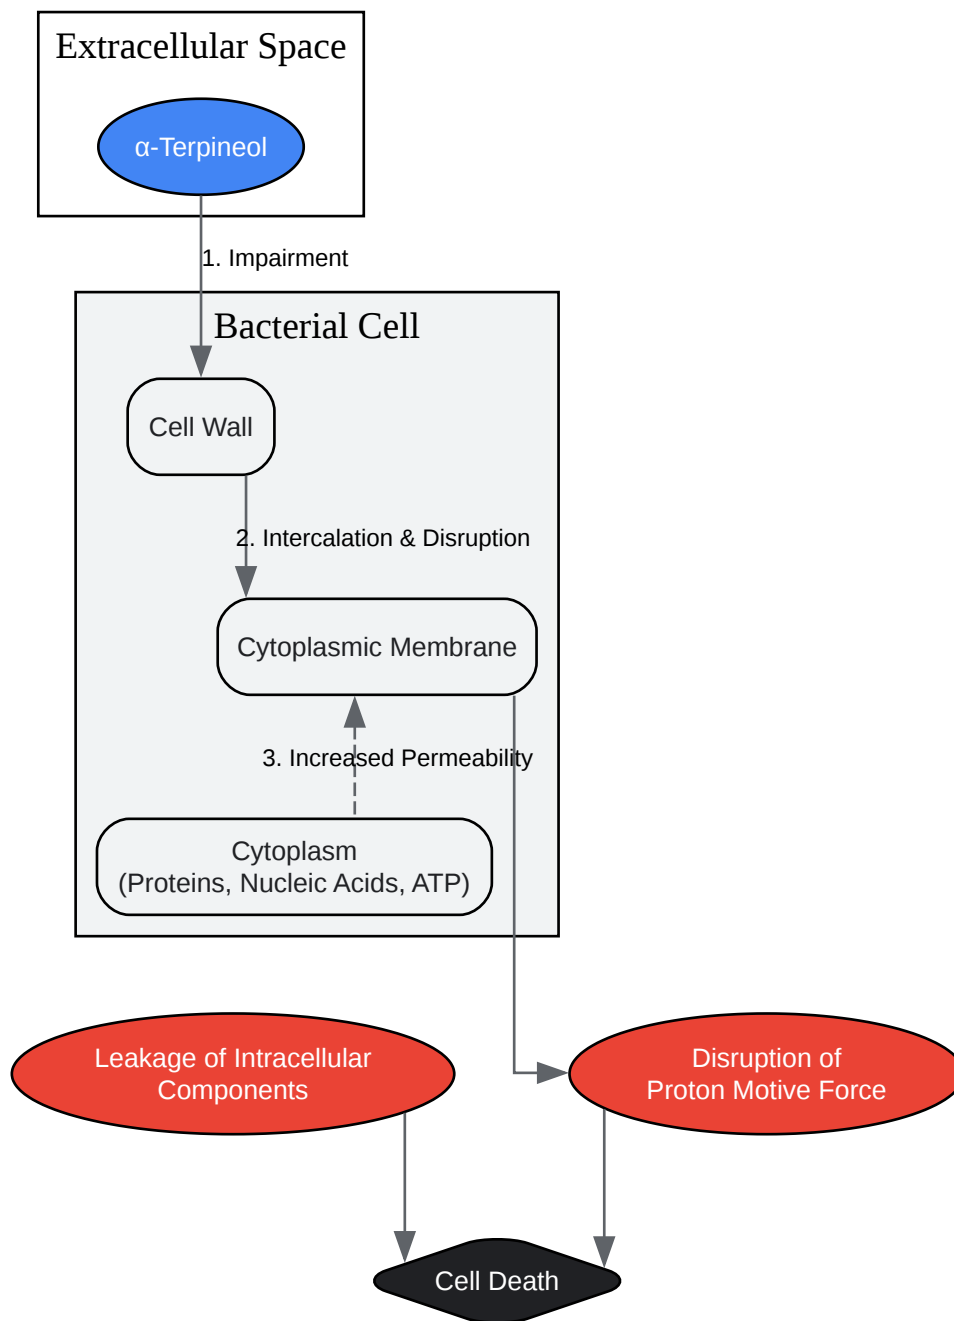 Extracellular Space
α-Terpineol
1. Impairment
Bacterial Cell
Cell Wall
2. Intercalation & Disruption
Cytoplasmic Membrane
3. Increased Permeability
Cytoplasm
(Proteins, Nucleic Acids, ATP)
Leakage of Intracellular
Components
Disruption of
Proton Motive Force
Cell Death